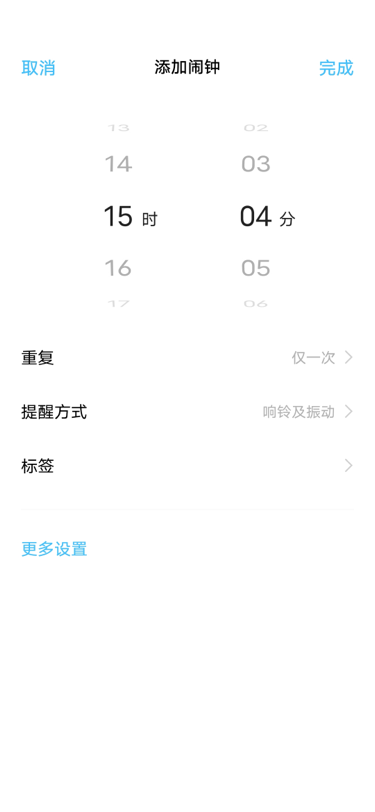 取消 添加闹钟 完成
13 02
14 03
15 时 04 分
16 05
17 06
重复 仅一次
提醒方式 响铃及振动
标签
更多设置